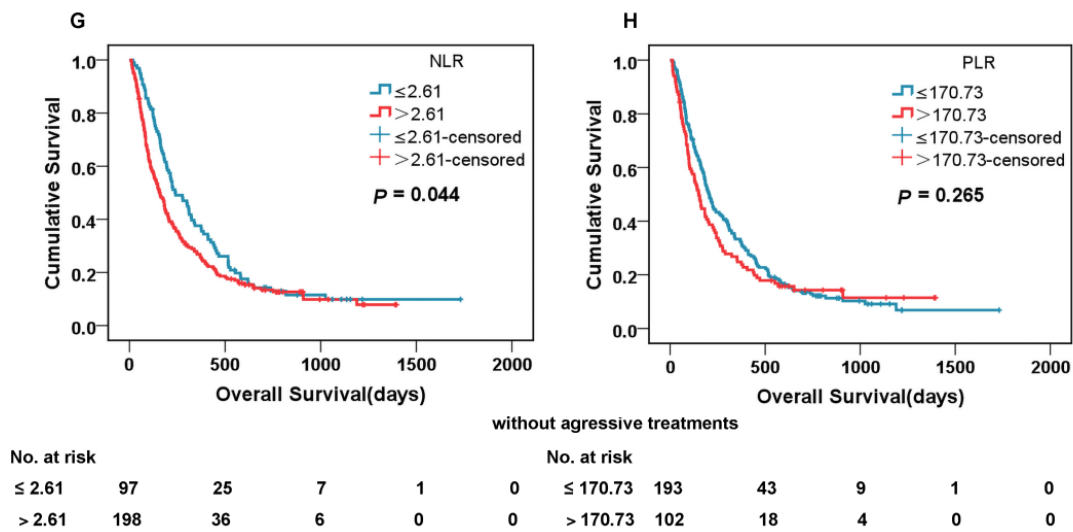 G
NLR
≤2.61
>2.61
≤2.61-censored
>2.61-censored
P = 0.044
1.0
0.8
0.6
0.4
0.2
0.0
Cumulative Survival
0 500 1000 1500 2000
Overall Survival(days)
H
PLR
≤170.73
>170.73
≤170.73-censored
>170.73-censored
P = 0.265
1.0
0.8
0.6
0.4
0.2
0.0
Cumulative Survival
0 500 1000 1500 2000
Overall Survival(days)
without agressive treatments
No. at risk
≤ 2.61 97 25 7 1 0
> 2.61 198 36 6 0 0
No. at risk
≤ 170.73 193 43 9 1 0
> 170.73 102 18 4 0 0